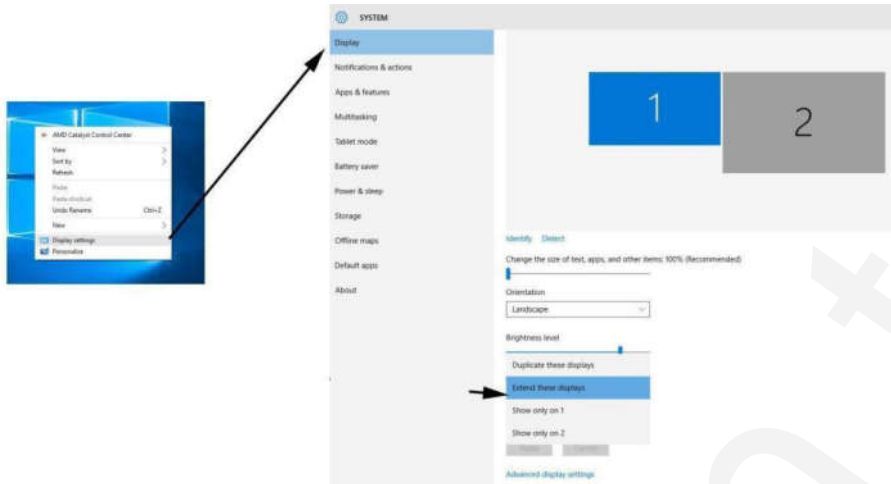 AMD Catalyst Control Center
View
Sort by
Refresh
Paste
Paste shortcut
Undo Rename Ctrl+Z
New
Display settings
Personalize
SYSTEM
Display
Notifications & actions
Apps & features
Multitasking
Tablet mode
Battery saver
Power & sleep
Storage
Offline maps
Default apps
About
1
2
Identify Detect
Change the size of text, apps, and other items: 100% (Recommended)
Orientation
Landscape
Brightness level
Duplicate these displays
Extend these displays
Show only on 1
Show only on 2
Advanced display settings